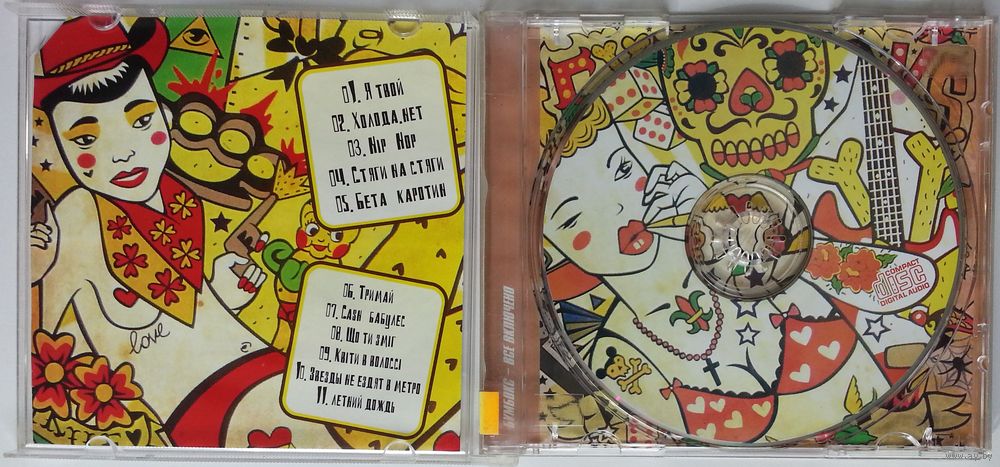 01. Я твой
02. Холода.нет
03. Hip Hop
04. Стяги на стяги
05. Бета каротин
06. Тримай
07. Cash бабулес
08. Що ти зміг
09. Квіти в волоссі
10. Звезды не ездят в метро
11. летний дождь
love
БУМБОКС - ВСЕ ВКЛЮЧЕНО
COMPACT
disc
DIGITAL AUDIO
www.ay.by